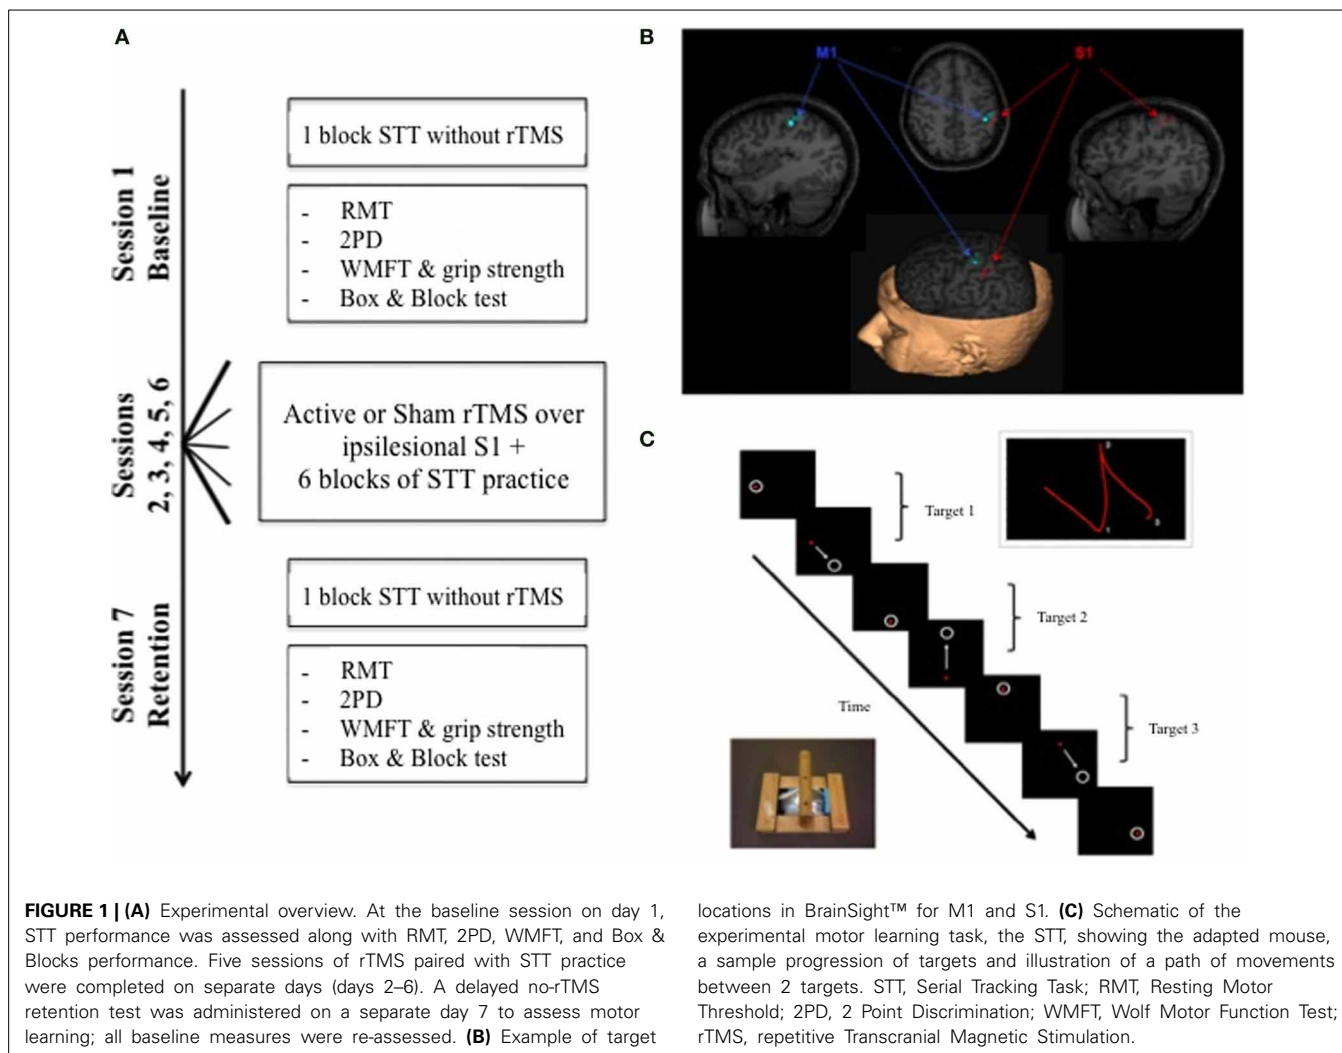 A
Session 1
Baseline
1 block STT without rTMS
- RMT
- 2PD
- WMFT & grip strength
- Box & Block test
Sessions
2, 3, 4, 5, 6
Active or Sham rTMS over
ipsilesional S1 +
6 blocks of STT practice
Session 7
Retention
1 block STT without rTMS
- RMT
- 2PD
- WMFT & grip strength
- Box & Block test
B
M1
S1
C
Target 1
Target 2
Target 3
Time
2
1
3
FIGURE 1 | (A) Experimental overview. At the baseline session on day 1,
STT performance was assessed along with RMT, 2PD, WMFT, and Box &
Blocks performance. Five sessions of rTMS paired with STT practice
were completed on separate days (days 2–6). A delayed no-rTMS
retention test was administered on a separate day 7 to assess motor
learning; all baseline measures were re-assessed. (B) Example of target
locations in BrainSight™ for M1 and S1. (C) Schematic of the
experimental motor learning task, the STT, showing the adapted mouse,
a sample progression of targets and illustration of a path of movements
between 2 targets. STT, Serial Tracking Task; RMT, Resting Motor
Threshold; 2PD, 2 Point Discrimination; WMFT, Wolf Motor Function Test;
rTMS, repetitive Transcranial Magnetic Stimulation.